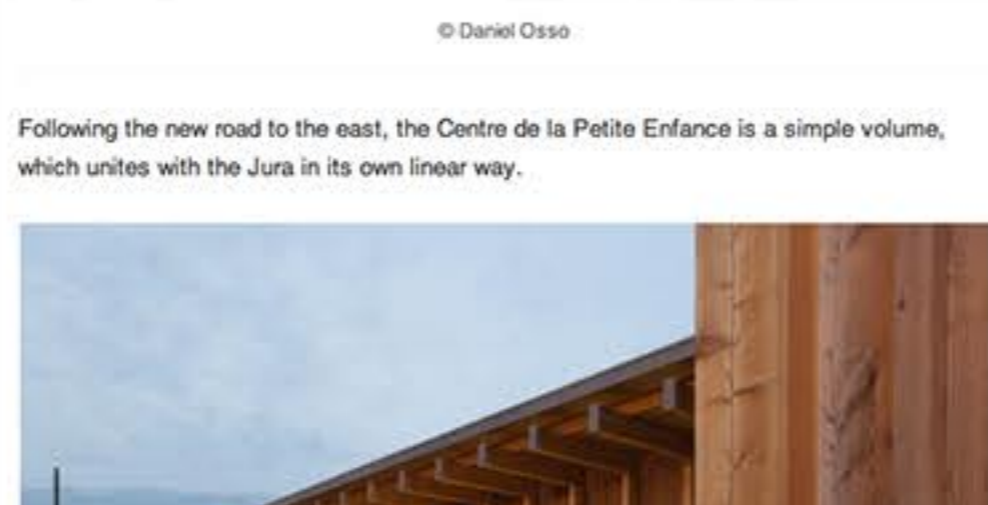 © Daniel Osso
Following the new road to the east, the Centre de la Petite Enfance is a simple volume,
which unites with the Jura in its own linear way.